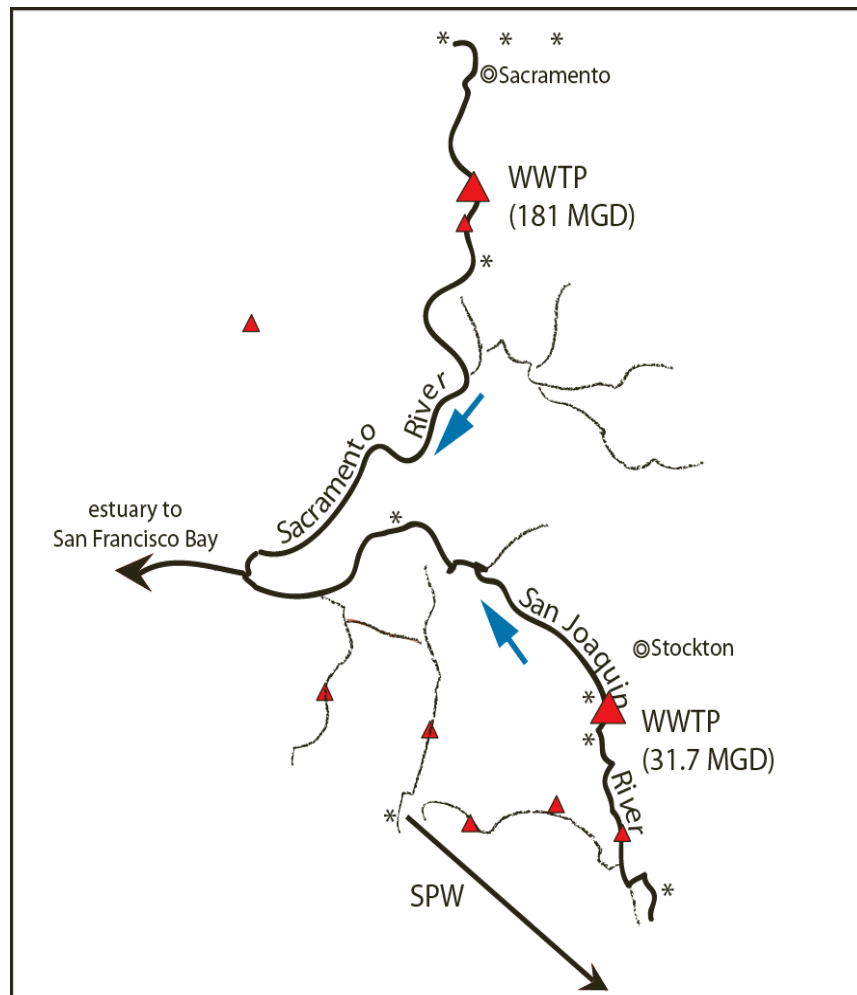 * * *
Sacramento
WWTP
(181 MGD)
*
Sacramento River
estuary to
San Francisco Bay
*
San Joaquin River
Stockton
*
WWTP
*
(31.7 MGD)
*
SPW
*